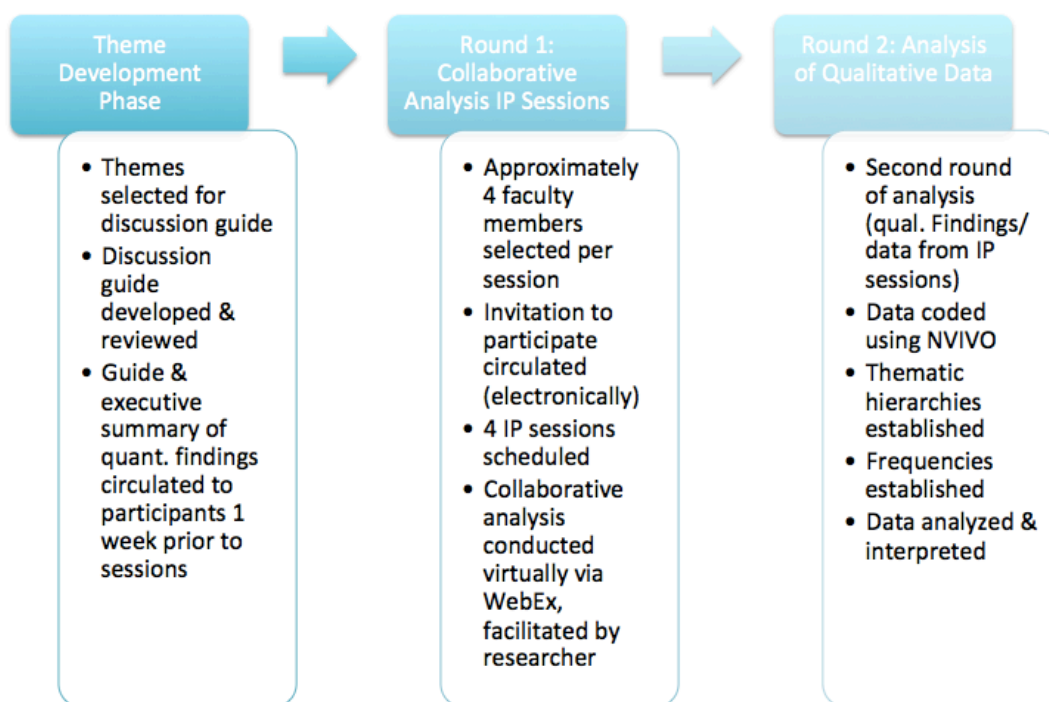 Theme
Development
Phase
• Themes
selected for
discussion guide
• Discussion
guide
developed &
reviewed
• Guide &
executive
summary of
quant. findings
circulated to
participants 1
week prior to
sessions
Round 1:
Collaborative
Analysis IP Sessions
• Approximately
4 faculty
members
selected per
session
• Invitation to
participate
circulated
(electronically)
• 4 IP sessions
scheduled
• Collaborative
analysis
conducted
virtually via
WebEx,
facilitated by
researcher
Round 2: Analysis
of Qualitative Data
• Second round
of analysis
(qual. Findings/
data from IP
sessions)
• Data coded
using NVIVO
• Thematic
hierarchies
established
• Frequencies
established
• Data analyzed &
interpreted